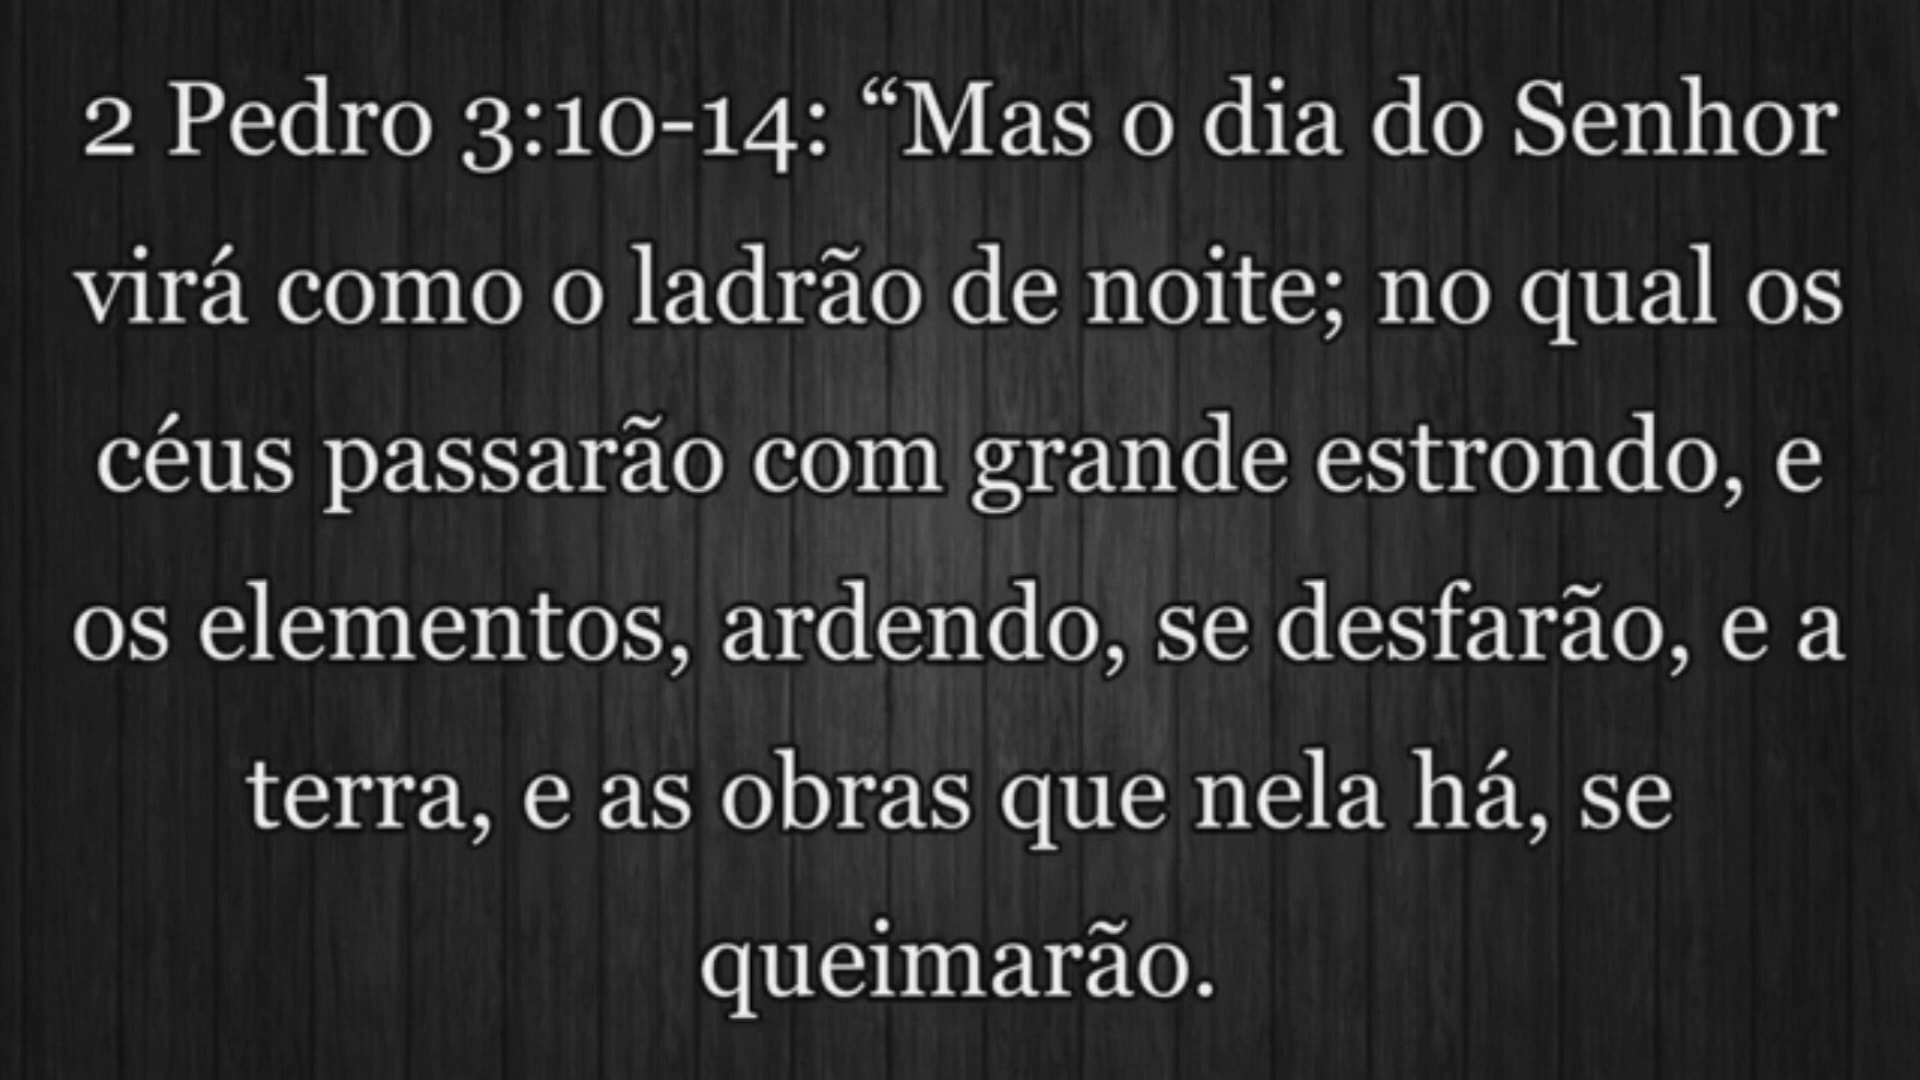 2 Pedro 3:10-14: “Mas o dia do Senhor
virá como o ladrão de noite; no qual os
céus passarão com grande estrondo, e
os elementos, ardendo, se desfarão, e a
terra, e as obras que nela há, se
queimarão.